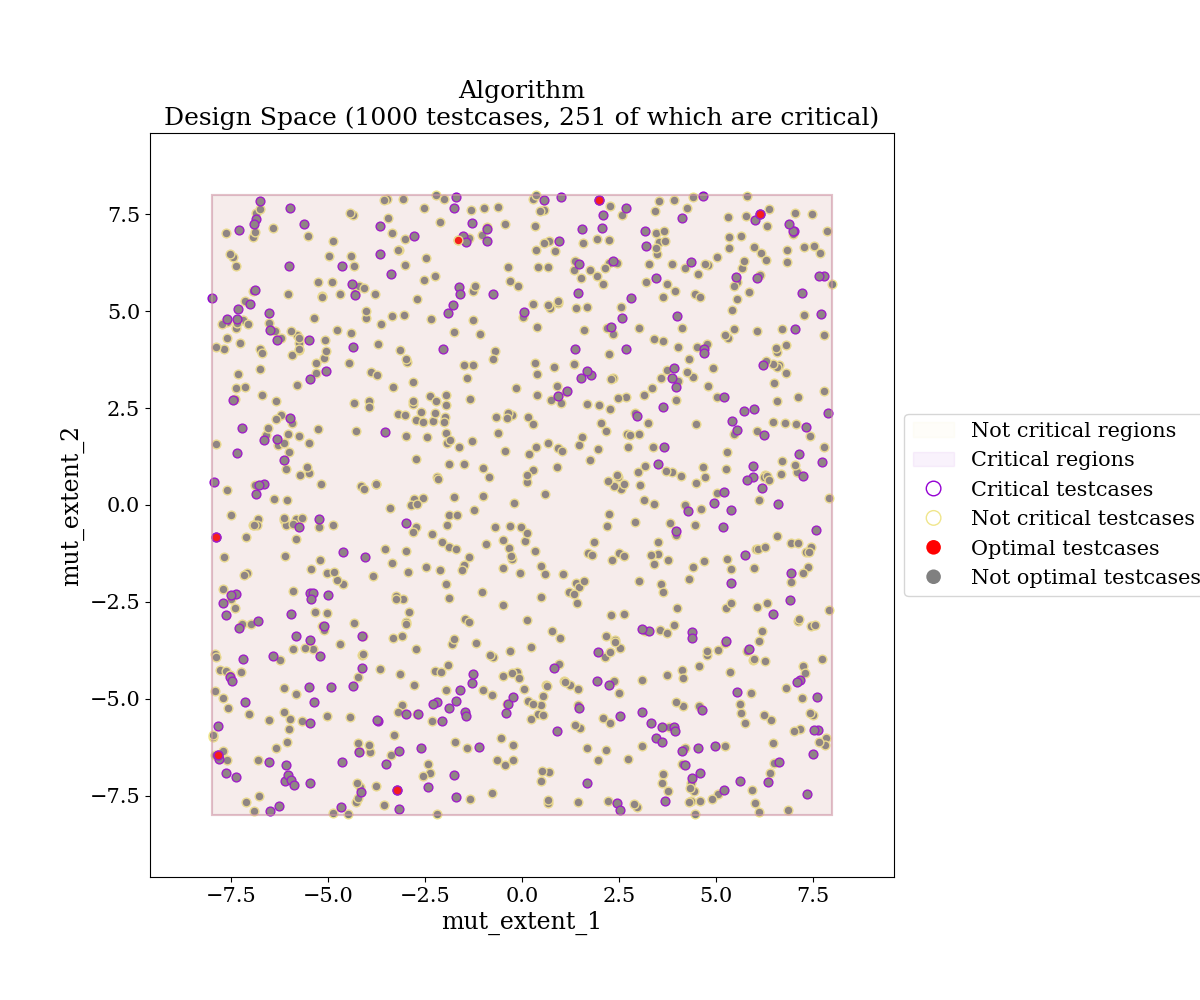 Algorithm
Design Space (1000 testcases, 251 of which are critical)
7.5
5.0
2.5
0.0
−2.5
−5.0
−7.5
mut_extent_2
−7.5 −5.0 −2.5 0.0 2.5 5.0 7.5
mut_extent_1
Not critical regions
Critical regions
Critical testcases
Not critical testcases
Optimal testcases
Not optimal testcases